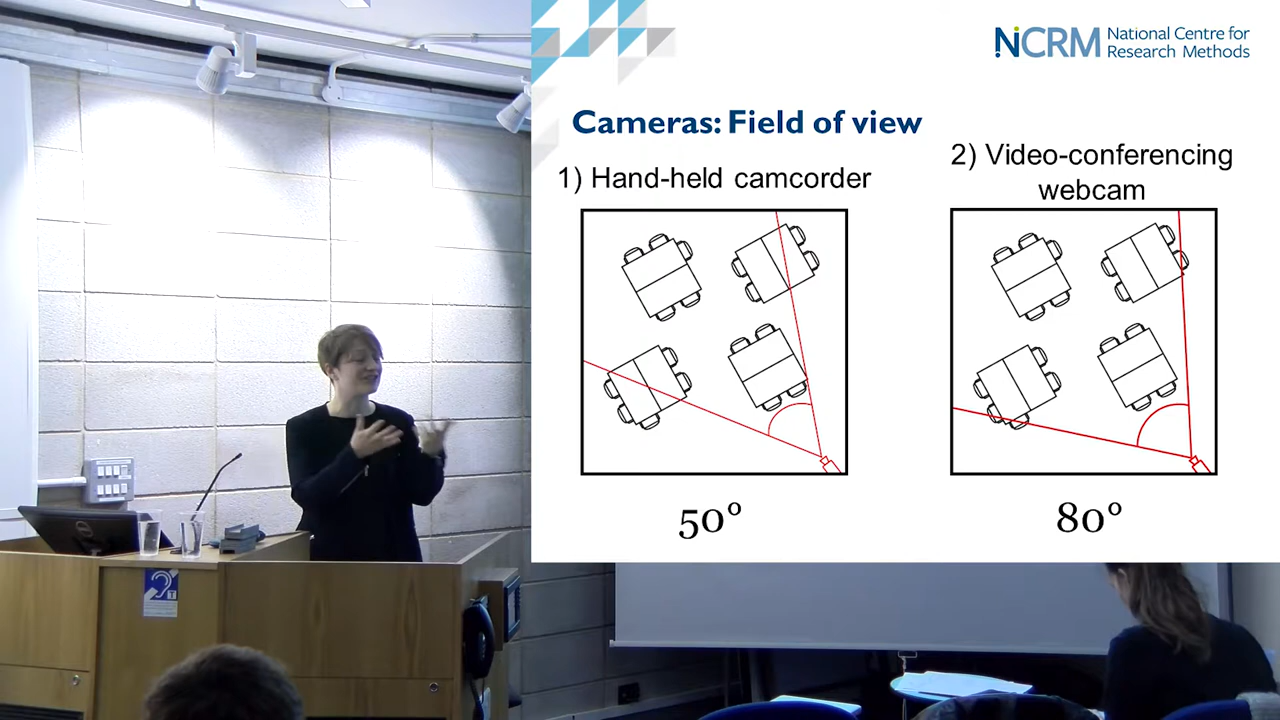 NCRM National Centre for
Research Methods
Cameras: Field of view
1) Hand-held camcorder
2) Video-conferencing
webcam
50°
80°
T